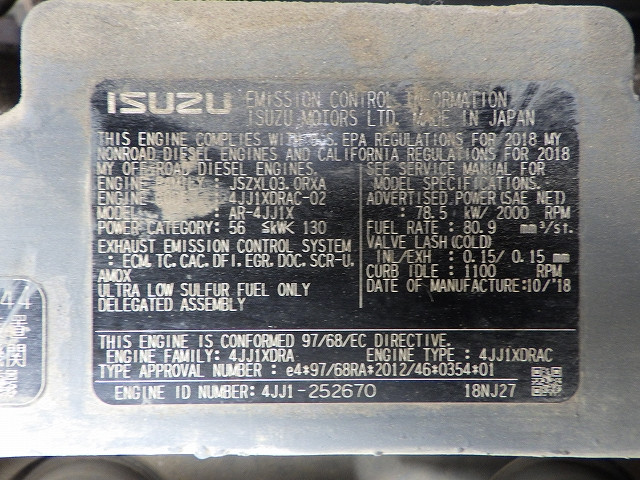 ISUZU EMISSION CONTROL INFORMATION
ISUZU MOTORS LTD. MADE IN JAPAN
THIS ENGINE COMPLIES WITH U.S. EPA REGULATIONS FOR 2018 MY
NONROAD DIESEL ENGINES AND CALIFORNIA REGULATIONS FOR 2018
MY OFF-ROAD DIESEL ENGINES.
ENGINE FAMILY : JSZXL03.0RXA
ENGINE : 4JJ1XDRAC-02
MODEL : AR-4JJ1X
POWER CATEGORY: 56 ≤kW< 130
EXHAUST EMISSION CONTROL SYSTEM
: ECM, TC, CAC, DFI, EGR, DOC, SCR-U,
AMOX
ULTRA LOW SULFUR FUEL ONLY
DELEGATED ASSEMBLY
SEE SERVICE MANUAL FOR
MODEL SPECIFICATIONS.
ADVERTISED POWER(SAE NET)
: 78.5 kW/ 2000 RPM
FUEL RATE : 80.9 mm³/st.
VALVE LASH(COLD)
INL/EXH : 0.15/ 0.15 mm
CURB IDLE : 1100 RPM
DATE OF MANUFACTURE:10/'18
THIS ENGINE IS CONFORMED 97/68/EC DIRECTIVE.
ENGINE FAMILY: 4JJ1XDRA ENGINE TYPE : 4JJ1XDRAC
TYPE APPROVAL NUMBER : e4*97/68RA*2012/46*0354*01
ENGINE ID NUMBER: 4JJ1-252670 18NJ27
44
関